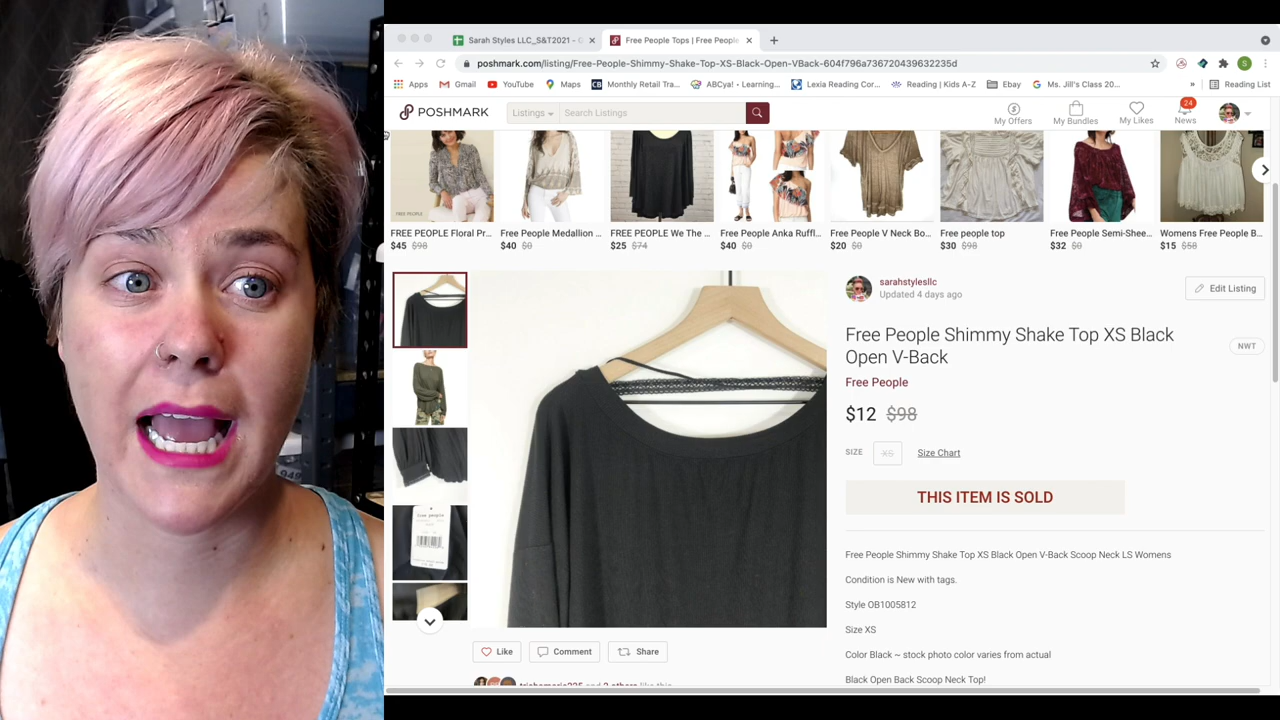 Sarah Styles LLC_S&T2021 - G
Free People Tops | Free People
poshmark.com/listing/Free-People-Shimmy-Shake-Top-XS-Black-Open-VBack-604f796a736720439632235d
Apps Gmail YouTube Maps Monthly Retail Tra... ABCya! • Learning... Lexia Reading Cor... Reading | Kids A-Z Ebay Ms. Jill's Class 20... » Reading List
POSHMARK Listings Search Listings My Offers My Bundles My Likes 24 News
FREE PEOPLE
FREE PEOPLE Floral Pr... Free People Medallion ... FREE PEOPLE We The ... Free People Anka Ruffl... Free People V Neck Bo... Free people top Free People Semi-Shee... Womens Free People B...
$45 $98 $40 $0 $25 $74 $40 $0 $20 $0 $30 $98 $32 $0 $15 $58
sarahstylesllc
Updated 4 days ago
Edit Listing
Free People Shimmy Shake Top XS Black
Open V-Back
NWT
Free People
$12 $98
SIZE XS Size Chart
THIS ITEM IS SOLD
Free People Shimmy Shake Top XS Black Open V-Back Scoop Neck LS Womens
Condition is New with tags.
Style OB1005812
Size XS
Color Black ~ stock photo color varies from actual
Black Open Back Scoop Neck Top!
free people
Like Comment Share